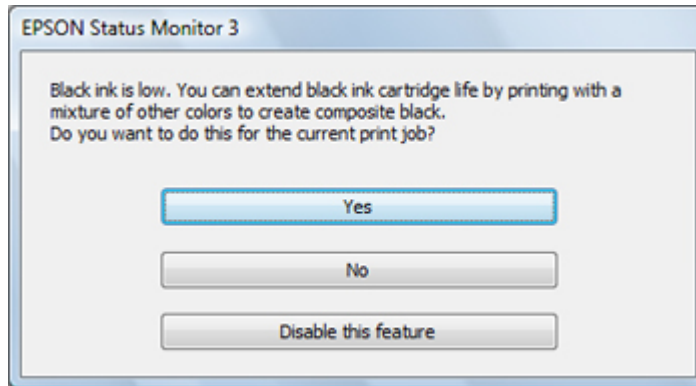 EPSON Status Monitor 3
Black ink is low. You can extend black ink cartridge life by printing with a
mixture of other colors to create composite black.
Do you want to do this for the current print job?
Yes
No
Disable this feature